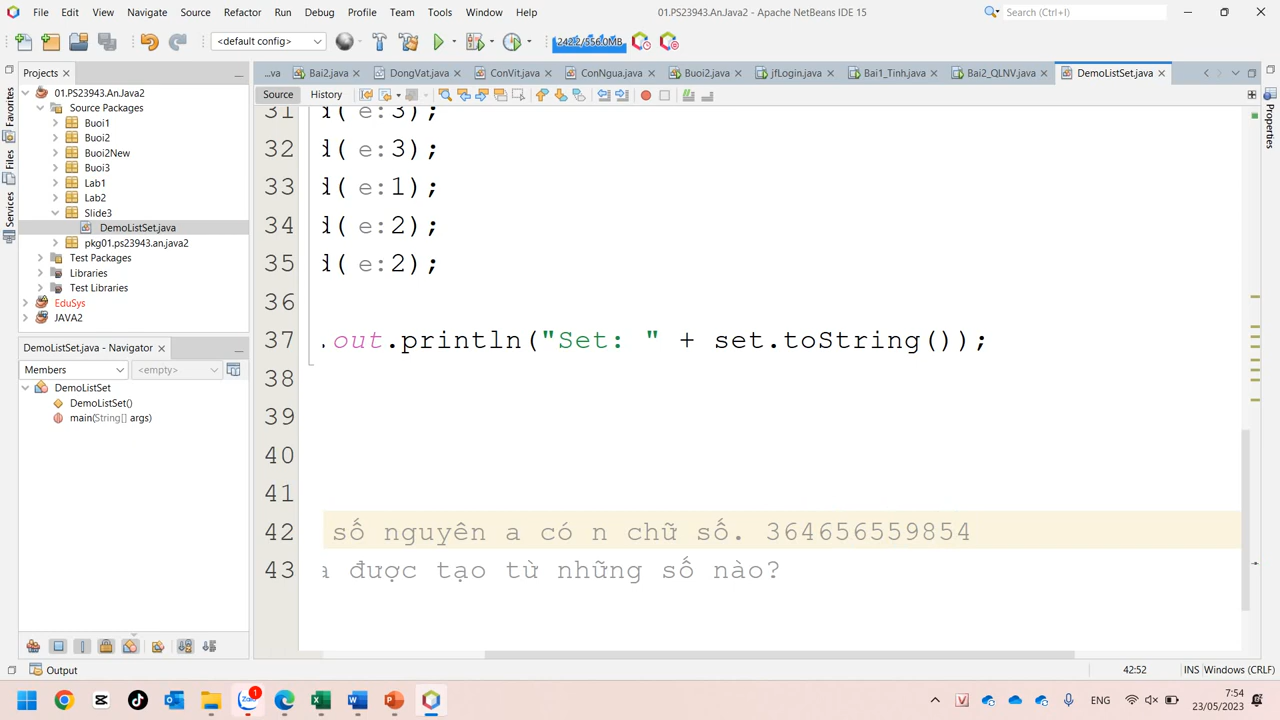 File Edit View Navigate Source Refactor Run Debug Profile Team Tools Window Help
01.PS23943.AnJava2 - Apache NetBeans IDE 15
Search (Ctrl+I)
<default config>
242.2/556.0MB
Projects
...va Bai2.java DongVat.java ConVit.java ConNgua.java Buoi2.java jfLogin.java Bai1_Tinh.java Bai2_QLNV.java DemoListSet.java
Source History
Favorites
Files
Services
Properties
01.PS23943.An.Java2
Source Packages
Buoi1
Buoi2
Buoi2New
Buoi3
Lab1
Lab2
Slide3
DemoListSet.java
pkg01.ps23943.an.java2
Test Packages
Libraries
Test Libraries
EduSys
JAVA2
DemoListSet.java - Navigator
Members <empty>
DemoListSet
DemoListSet()
main(String[] args)
31 d( e:3);
32 d( e:3);
33 d( e:1);
34 d( e:2);
35 d( e:2);
36
37 .out.println("Set: " + set.toString());
38
39
40
41
42 số nguyên a có n chữ số. 364656559854
43 a được tạo từ những số nào?
Output
42:52 INS Windows (CRLF)
Zalo 1
ENG
7:54
23/05/2023